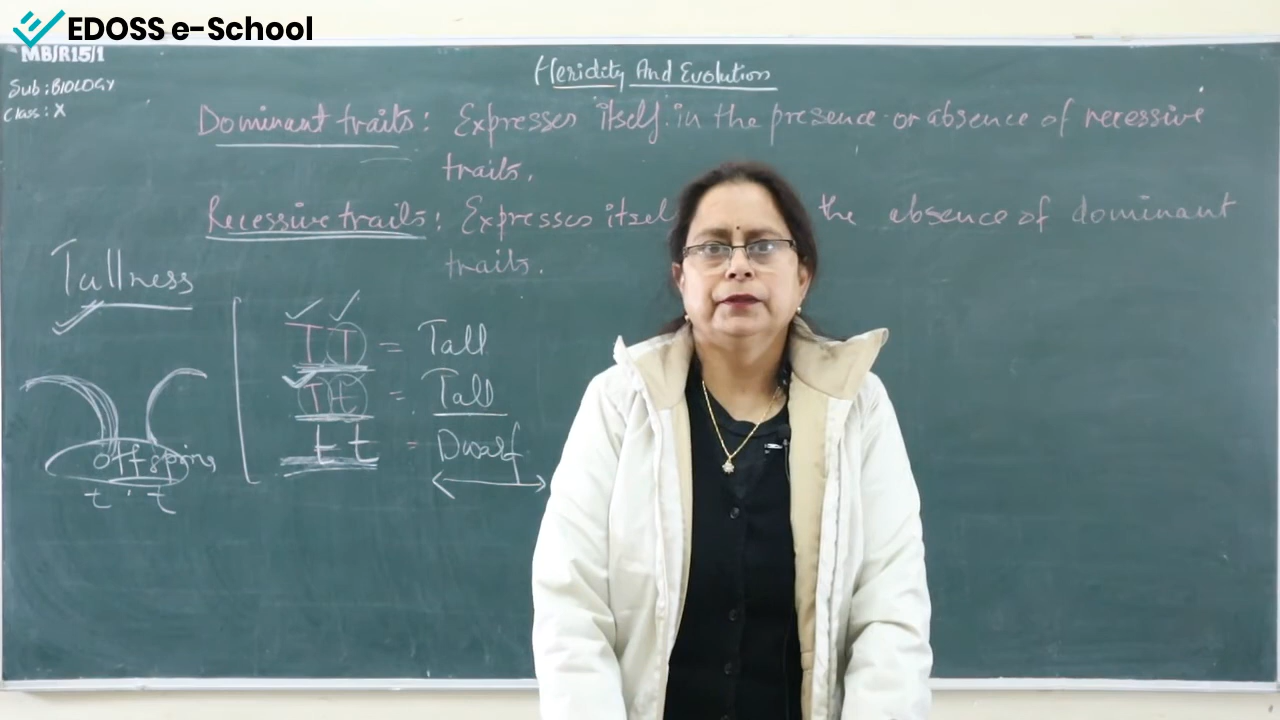 EDOSS e-School
MB/R15/1
Sub: BIOLOGY
Class: X
Heridity And Evolution
Dominant traits: Expresses itself in the presence or absence of recessive
traits.
Recessive traits: Expresses itsel the absence of dominant
traits.
Tallness
TT = Tall
Tt = Tall
tt = Dwarf
offspring
t t